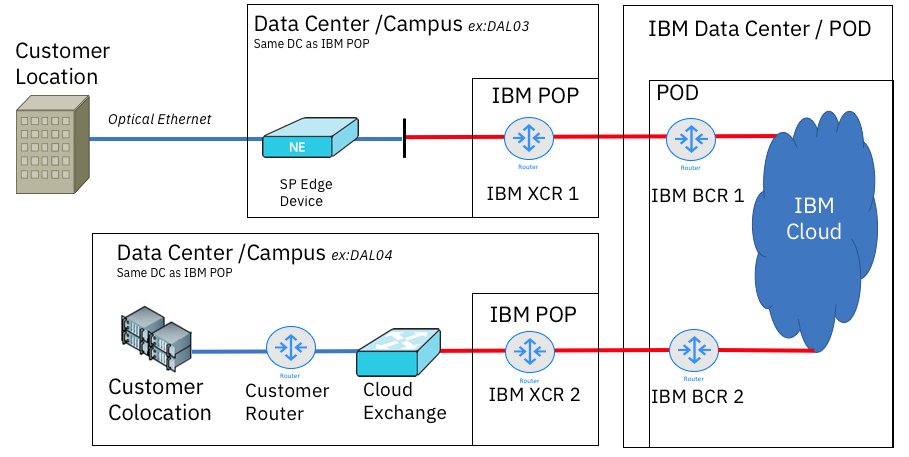 Customer
Location
Optical Ethernet
Data Center /Campus ex:DAL03
Same DC as IBM POP
NE
SP Edge
Device
IBM POP
Router
IBM XCR 1
IBM Data Center / POD
POD
Router
IBM BCR 1
IBM
Cloud
Data Center /Campus ex:DAL04
Same DC as IBM POP
Customer
Colocation
Router
Customer
Router
Cloud
Exchange
IBM POP
Router
IBM XCR 2
Router
IBM BCR 2